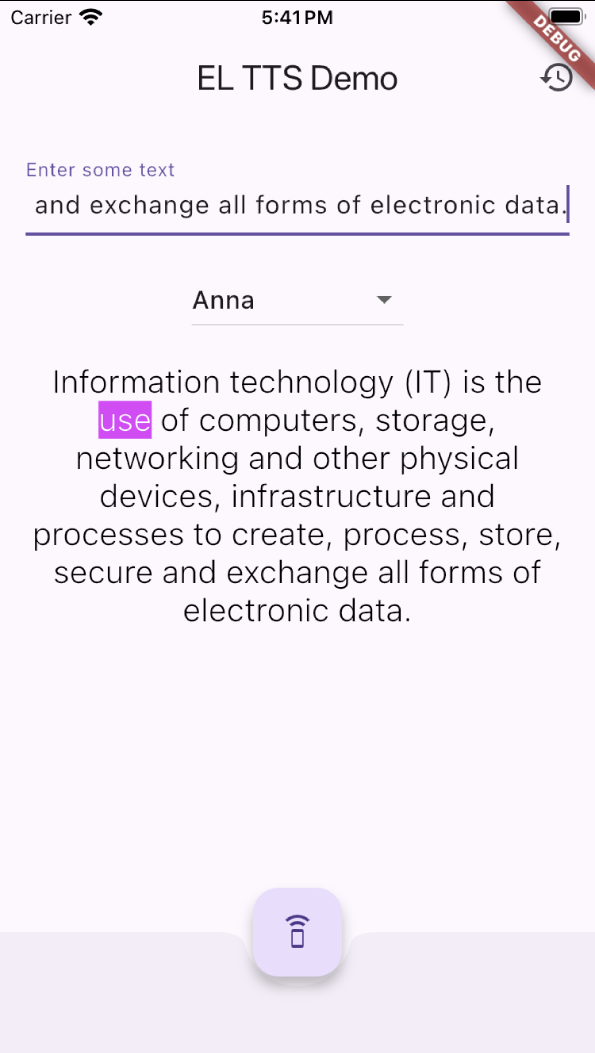 Carrier
5:41 PM
DEBUG
EL TTS Demo
Enter some text
and exchange all forms of electronic data.
Anna
Information technology (IT) is the
use of computers, storage,
networking and other physical
devices, infrastructure and
processes to create, process, store,
secure and exchange all forms of
electronic data.